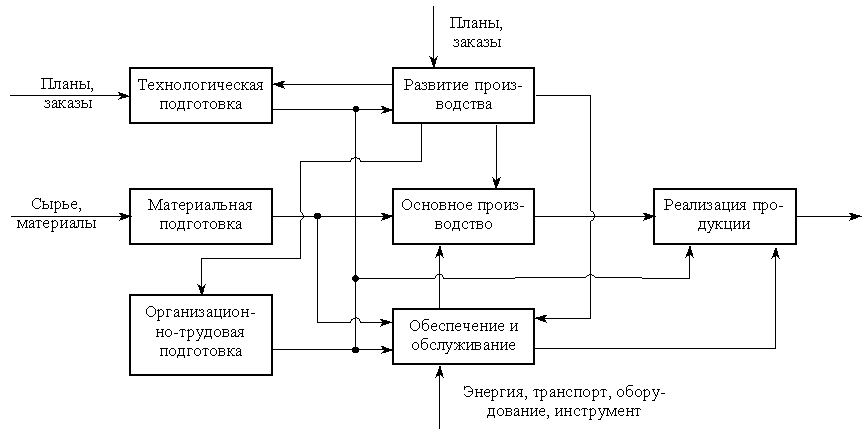 Планы,
заказы
Планы,
заказы
Технологическая
подготовка
Развитие произ-
водства
Сырье,
материалы
Материальная
подготовка
Основное произ-
водство
Реализация про-
дукции
Организацион-
но-трудовая
подготовка
Обеспечение и
обслуживание
Энергия, транспорт, обору-
дование, инструмент